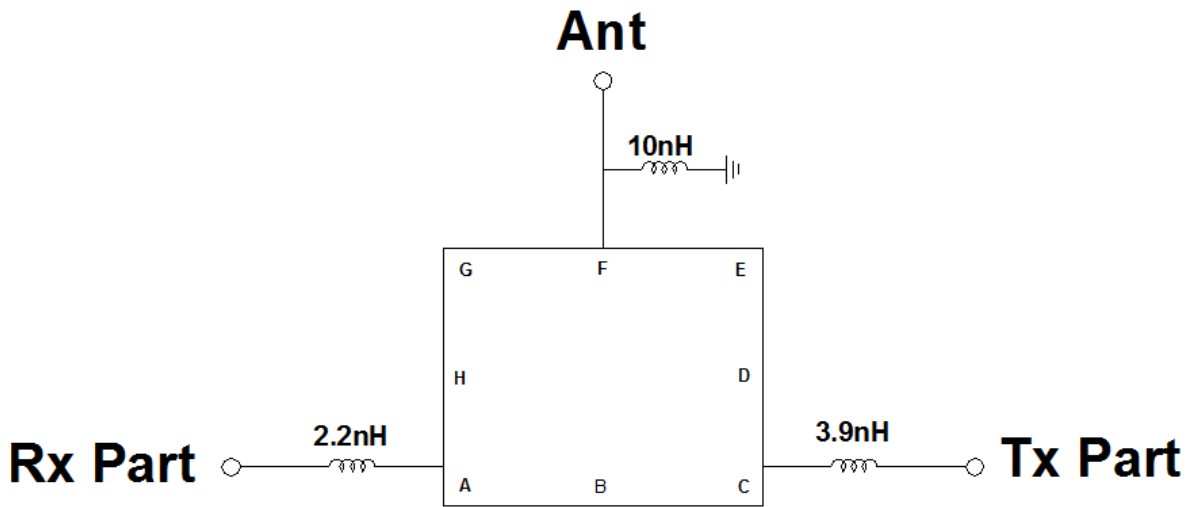 Ant
10nH
G F E
H D
2.2nH 3.9nH
Rx Part Tx Part
A B C